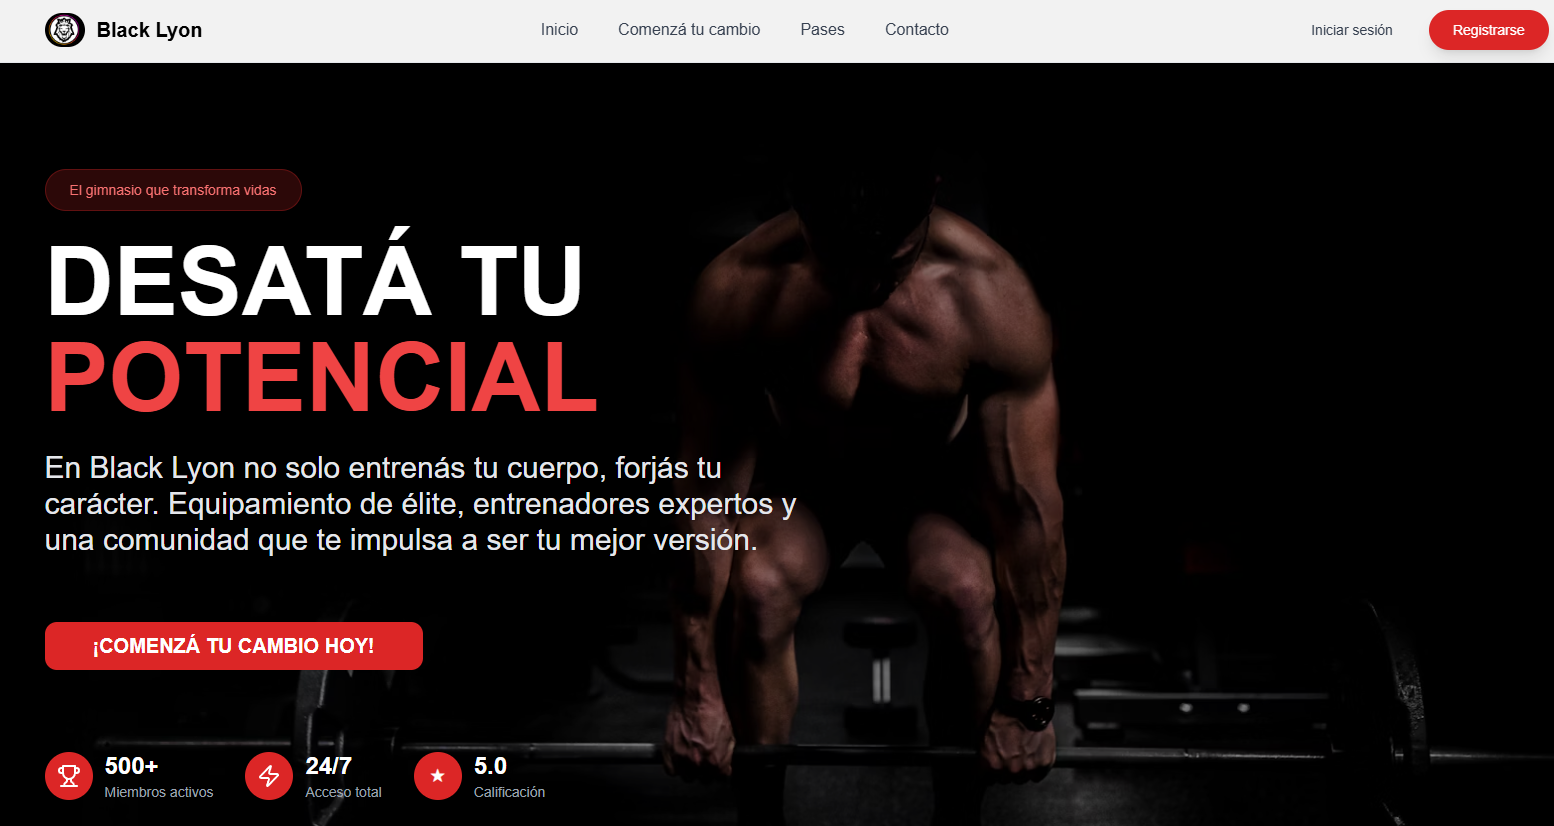 Black Lyon
Inicio
Comenzá tu cambio
Pases
Contacto
Iniciar sesión
Registrarse
El gimnasio que transforma vidas
DESATÁ TU
POTENCIAL
En Black Lyon no solo entrenás tu cuerpo, forjás tu
carácter. Equipamiento de élite, entrenadores expertos y
una comunidad que te impulsa a ser tu mejor versión.
¡COMENZÁ TU CAMBIO HOY!
500+
Miembros activos
24/7
Acceso total
5.0
Calificación